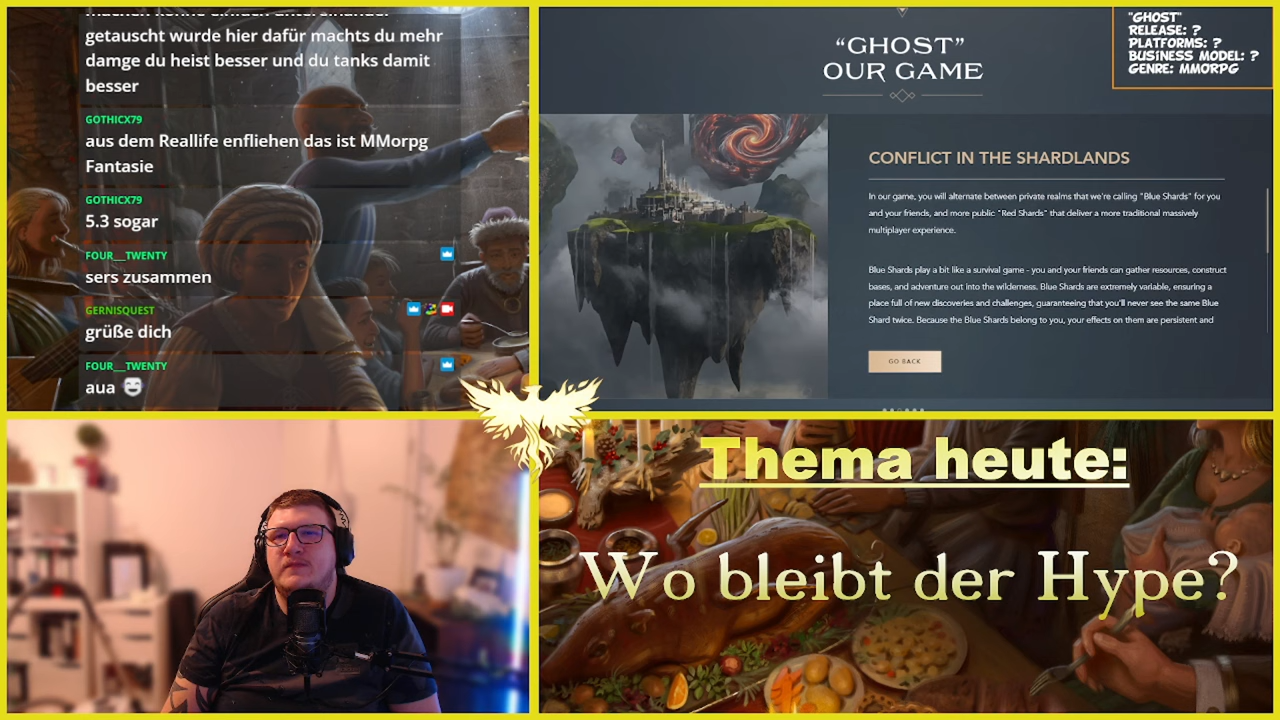 getauscht wurde hier dafür machts du mehr
damge du heist besser und du tanks damit
besser
GOTHICX79
aus dem Reallife enfliehen das ist MMorpg
Fantasie
GOTHICX79
5.3 sogar
FOUR__TWENTY
sers zusammen
GERNISQUEST
grüße dich
FOUR__TWENTY
aua
"GHOST"
OUR GAME
"GHOST"
RELEASE: ?
PLATFORMS: ?
BUSINESS MODEL: ?
GENRE: MMORPG
CONFLICT IN THE SHARDLANDS
In our game, you will alternate between private realms that we're calling "Blue Shards" for you
and your friends, and more public "Red Shards" that deliver a more traditional massively
multiplayer experience.
Blue Shards play a bit like a survival game - you and your friends can gather resources, construct
bases, and adventure out into the wilderness. Blue Shards are extremely variable, ensuring a
place full of new discoveries and challenges, guaranteeing that you'll never see the same Blue
Shard twice. Because the Blue Shards belong to you, your effects on them are persistent and
GO BACK
Thema heute:
Wo bleibt der Hype?